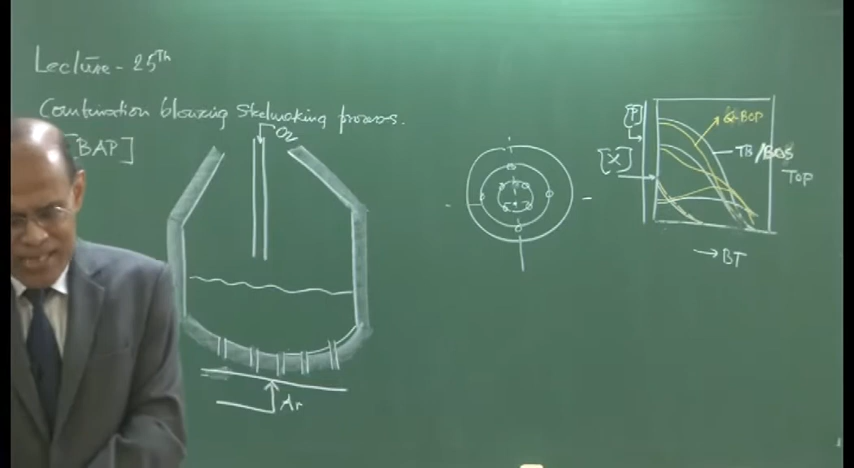 Lecture - 25Th
Combination blowing Steelmaking process.
[BAP]
O2
Ar
[P]
[X]
BOP
TB/BOS
Top
→ BT